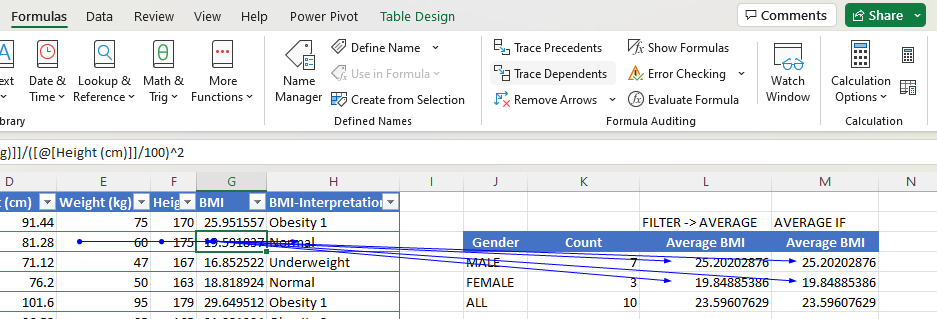 Formulas Data Review View Help Power Pivot Table Design Comments Share
Define Name Trace Precedents Show Formulas
ext Date & Lookup & Math & More Name Use in Formula Trace Dependents Error Checking Watch Calculation
Time Reference Trig Functions Manager Create from Selection Remove Arrows Evaluate Formula Window Options
brary Defined Names Formula Auditing Calculation
g)]]/([@[Height (cm)]]/100)^2
D E F G H I J K L M N
(cm) Weight (kg) Heig BMI BMI-Interpretation
91.44 75 170 25.951557 Obesity 1 FILTER -> AVERAGE AVERAGE IF
81.28 60 175 19.591837 Normal Gender Count Average BMI Average BMI
71.12 47 167 16.852522 Underweight MALE 7 25.20202876 25.20202876
76.2 50 163 18.818924 Normal FEMALE 3 19.84885386 19.84885386
101.6 95 179 29.649512 Obesity 1 ALL 10 23.59607629 23.59607629